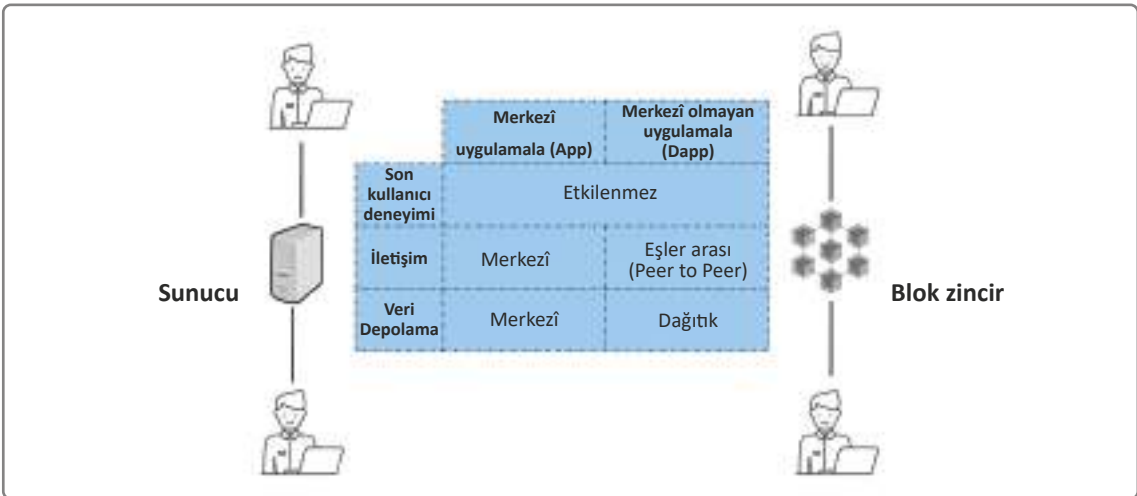 Merkezî
uygulamala (App)
Merkezî olmayan
uygulamala
(Dapp)
Son
kullanıcı
deneyimi
Etkilenmez
İletişim
Merkezî
Eşler arası
(Peer to Peer)
Sunucu
Blok zincir
Veri
Depolama
Merkezî
Dağıtık